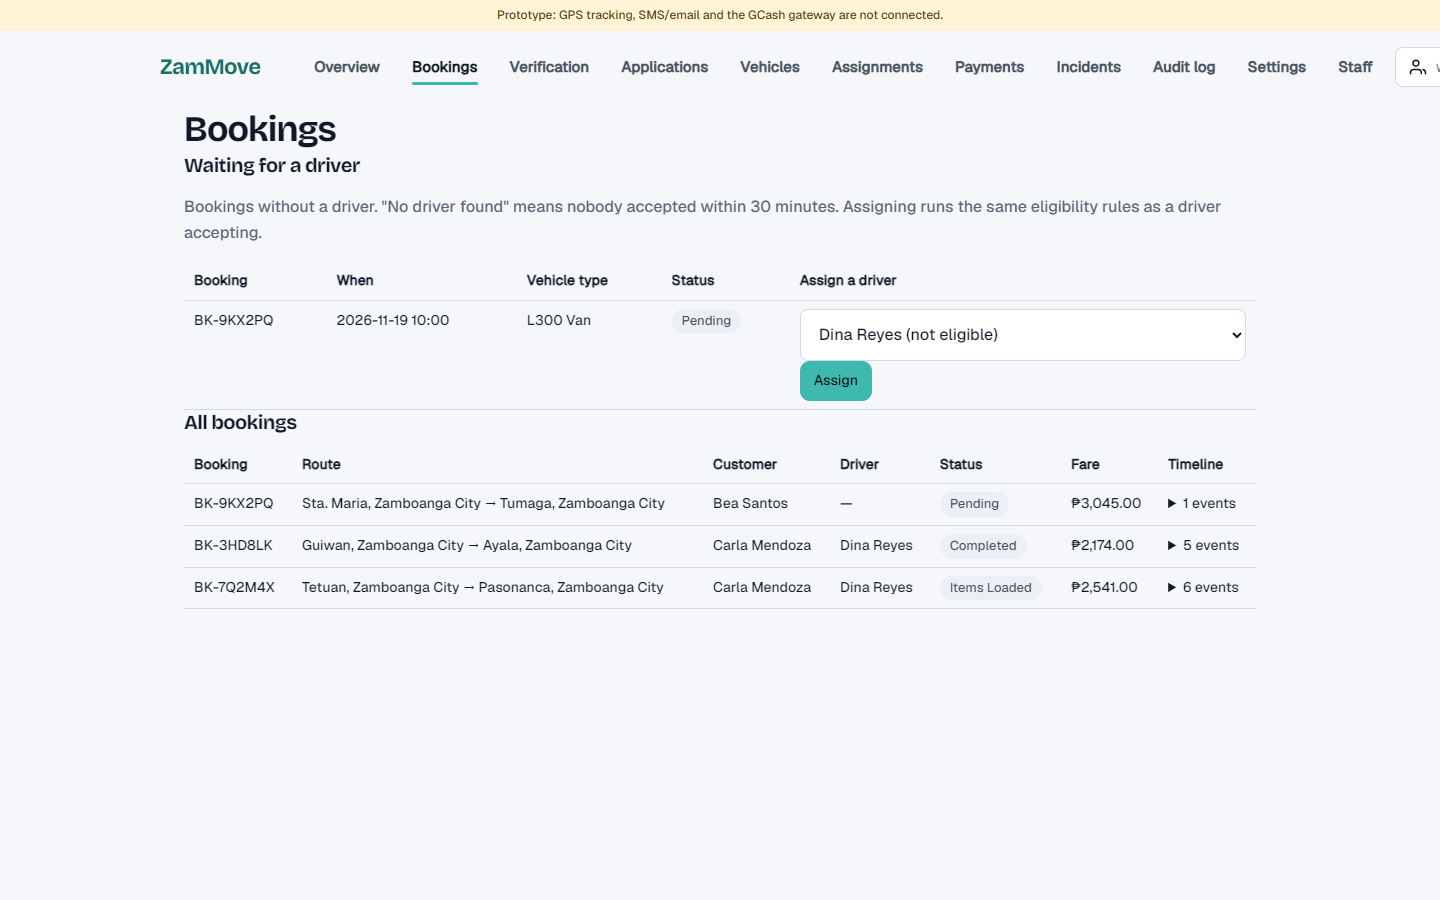 Prototype: GPS tracking, SMS/email and the GCash gateway are not connected.
ZamMove Overview Bookings Verification Applications Vehicles Assignments Payments Incidents Audit log Settings Staff
Bookings
Waiting for a driver
Bookings without a driver. "No driver found" means nobody accepted within 30 minutes. Assigning runs the same eligibility rules as a driver
accepting.
Booking When Vehicle type Status Assign a driver
BK-9KX2PQ 2026-11-19 10:00 L300 Van Pending Dina Reyes (not eligible)
Assign
All bookings
Booking Route Customer Driver Status Fare Timeline
BK-9KX2PQ Sta. Maria, Zamboanga City → Tumaga, Zamboanga City Bea Santos — Pending ₱3,045.00 ▶ 1 events
BK-3HD8LK Guiwan, Zamboanga City → Ayala, Zamboanga City Carla Mendoza Dina Reyes Completed ₱2,174.00 ▶ 5 events
BK-7Q2M4X Tetuan, Zamboanga City → Pasonanca, Zamboanga City Carla Mendoza Dina Reyes Items Loaded ₱2,541.00 ▶ 6 events